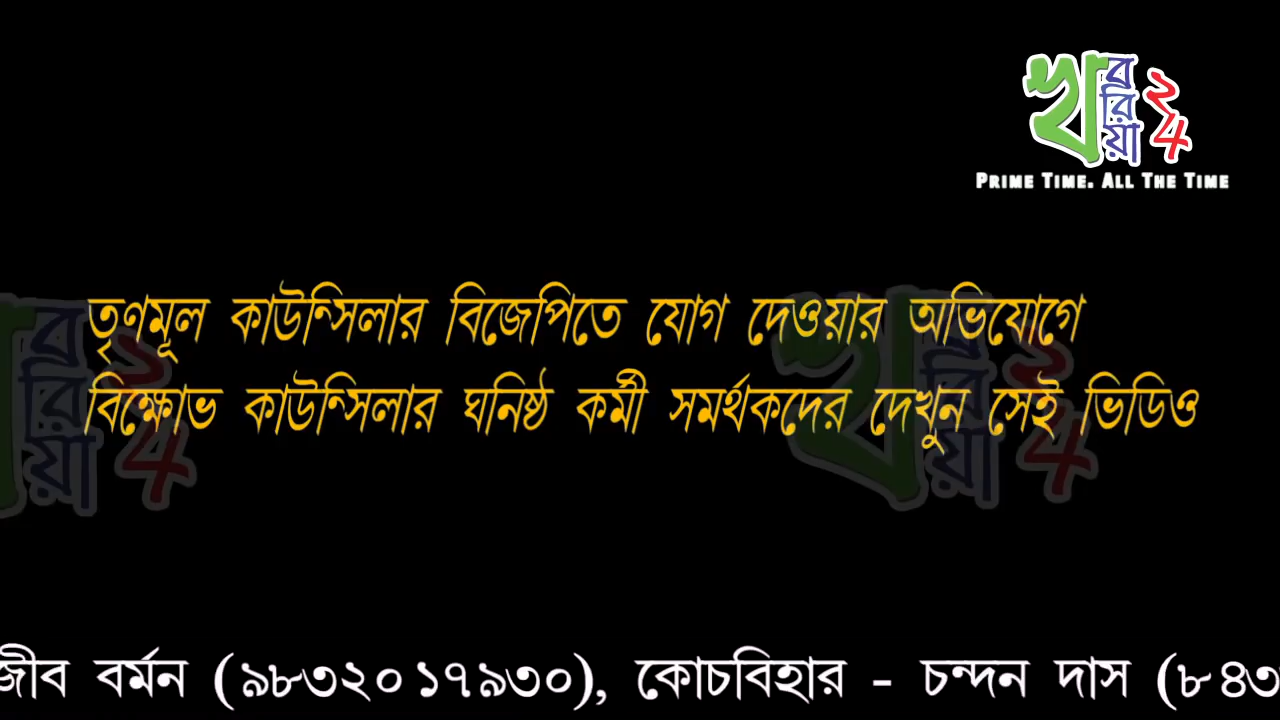 খবরিয়া ২৪
PRIME TIME. ALL THE TIME
তৃণমূল কাউন্সিলার বিজেপিতে যোগ দেওয়ার অভিযোগে
বিক্ষোভ কাউন্সিলার ঘনিষ্ঠ কর্মী সমর্থকদের দেখুন সেই ভিডিও
জীব বর্মন (৯৮৩২০১৭৯৩০), কোচবিহার - চন্দন দাস (৮৪৩